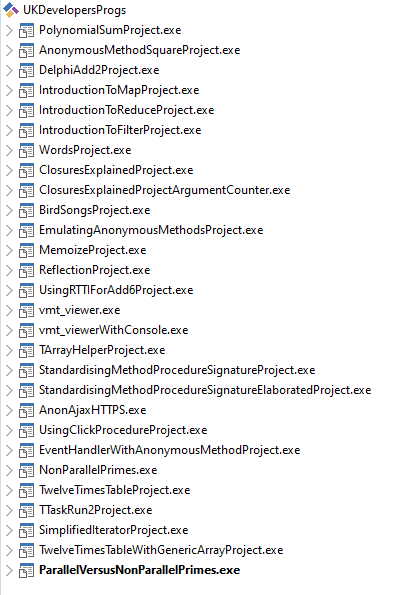 UKDevelopersProgs
PolynomialSumProject.exe
AnonymousMethodSquareProject.exe
DelphiAdd2Project.exe
IntroductionToMapProject.exe
IntroductionToReduceProject.exe
IntroductionToFilterProject.exe
WordsProject.exe
ClosuresExplainedProject.exe
ClosuresExplainedProjectArgumentCounter.exe
BirdSongsProject.exe
EmulatingAnonymousMethodsProject.exe
MemoizeProject.exe
ReflectionProject.exe
UsingRTTIForAdd6Project.exe
vmt_viewer.exe
vmt_viewerWithConsole.exe
TArrayHelperProject.exe
StandardisingMethodProcedureSignatureProject.exe
StandardisingMethodProcedureSignatureElaboratedProject.exe
AnonAjaxHTTPS.exe
UsingClickProcedureProject.exe
EventHandlerWithAnonymousMethodProject.exe
NonParallelPrimes.exe
TwelveTimesTableProject.exe
TTaskRun2Project.exe
SimplifiedIteratorProject.exe
TwelveTimesTableWithGenericArrayProject.exe
ParallelVersusNonParallelPrimes.exe